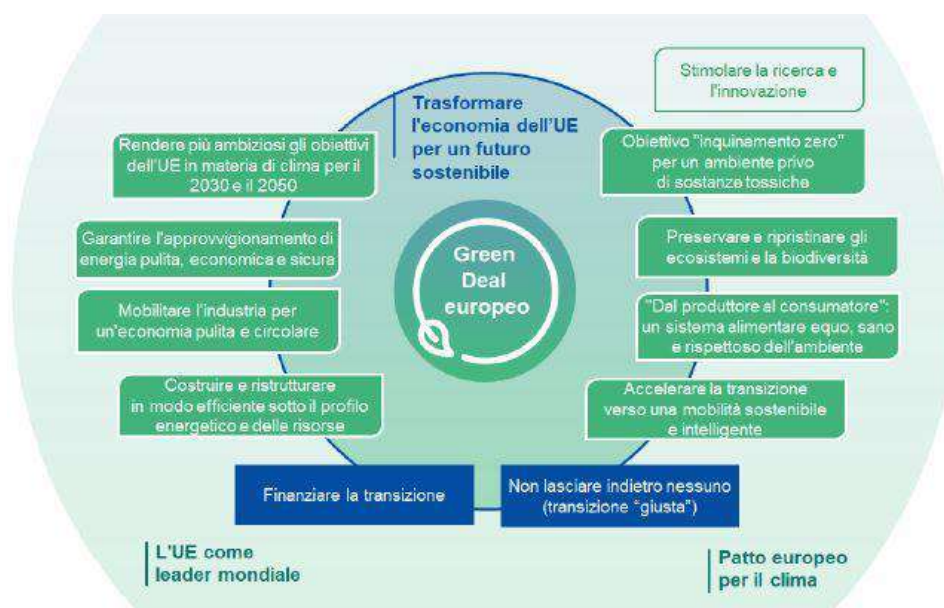 Stimolare la ricerca e
l'innovazione
Trasformare
l'economia dell'UE
per un futuro
sostenibile
Rendere più ambiziosi gli obiettivi
dell'UE in materia di clima per il
2030 e il 2050
Obiettivo "inquinamento zero"
per un ambiente privo
di sostanze tossiche
Garantire l'approvvigionamento di
energia pulita, economica e sicura
Preservare e ripristinare gli
ecosistemi e la biodiversità
Green
Deal
europeo
Mobilitare l'industria per
un'economia pulita e circolare
"Dal produttore al consumatore":
un sistema alimentare equo, sano
e rispettoso dell'ambiente
Costruire e ristrutturare
in modo efficiente sotto il profilo
energetico e delle risorse
Accelerare la transizione
verso una mobilità sostenibile
e intelligente
Finanziare la transizione
Non lasciare indietro nessuno
(transizione "giusta")
L'UE come
leader mondiale
Patto europeo
per il clima